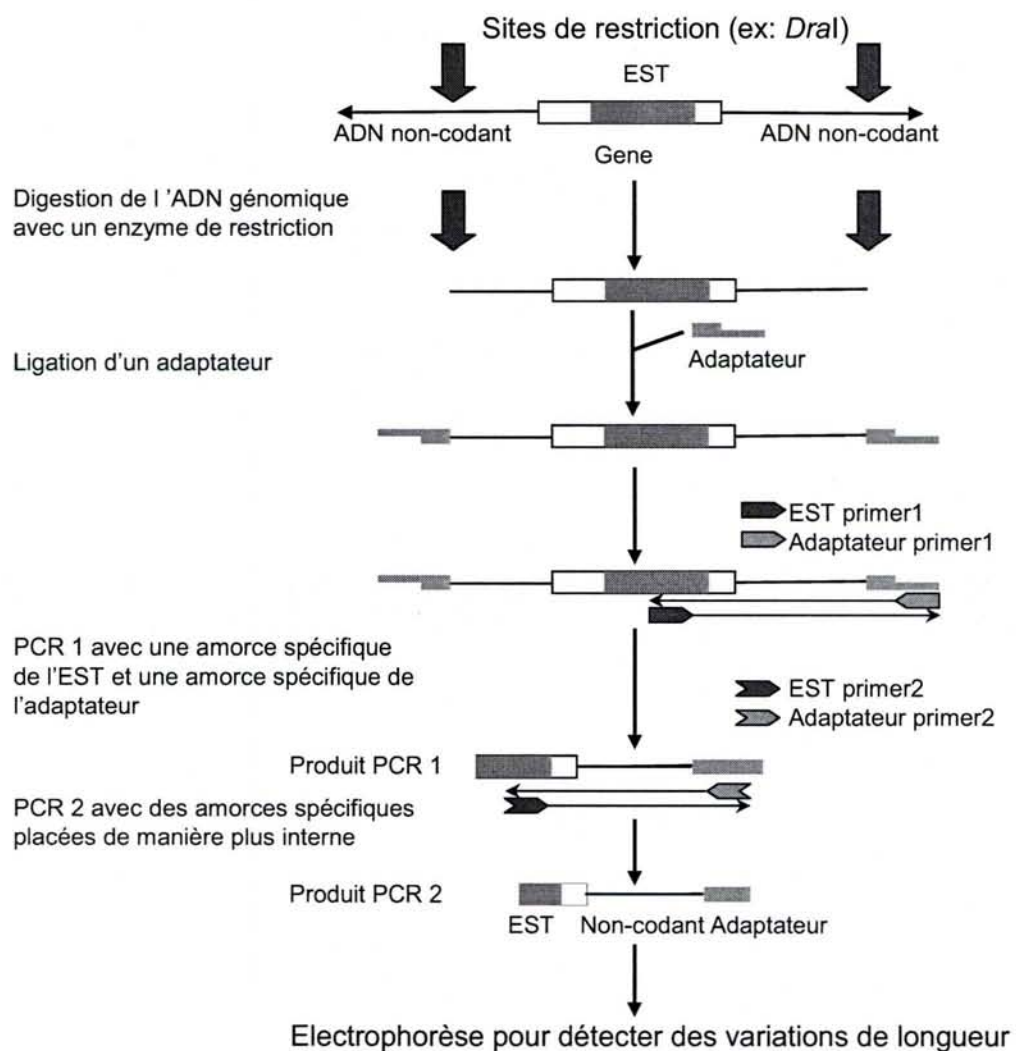 Sites de restriction (ex: DraI)
EST
ADN non-codant
ADN non-codant
Gene
Digestion de l 'ADN génomique
avec un enzyme de restriction
Ligation d'un adaptateur
Adaptateur
EST primer1
Adaptateur primer1
PCR 1 avec une amorce spécifique
de l'EST et une amorce spécifique de
l'adaptateur
EST primer2
Adaptateur primer2
Produit PCR 1
PCR 2 avec des amorces spécifiques
placées de manière plus interne
Produit PCR 2
EST
Non-codant
Adaptateur
Electrophorèse pour détecter des variations de longueur